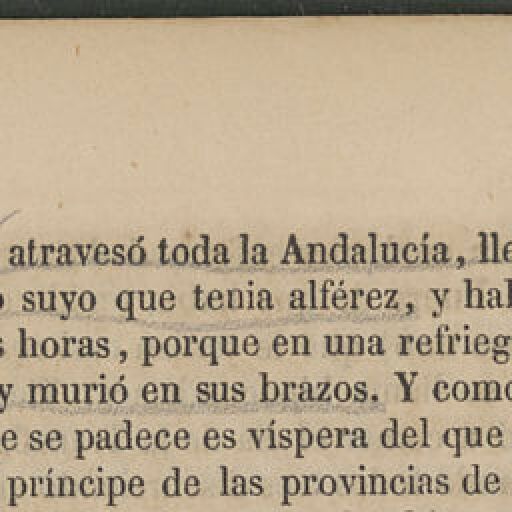 atravesó toda la Andalucía, lle
o suyo que tenia alférez, y hal
s horas, porque en una refrieg
y murió en sus brazos. Y como
e se padece es víspera del que
príncipe de las provincias de